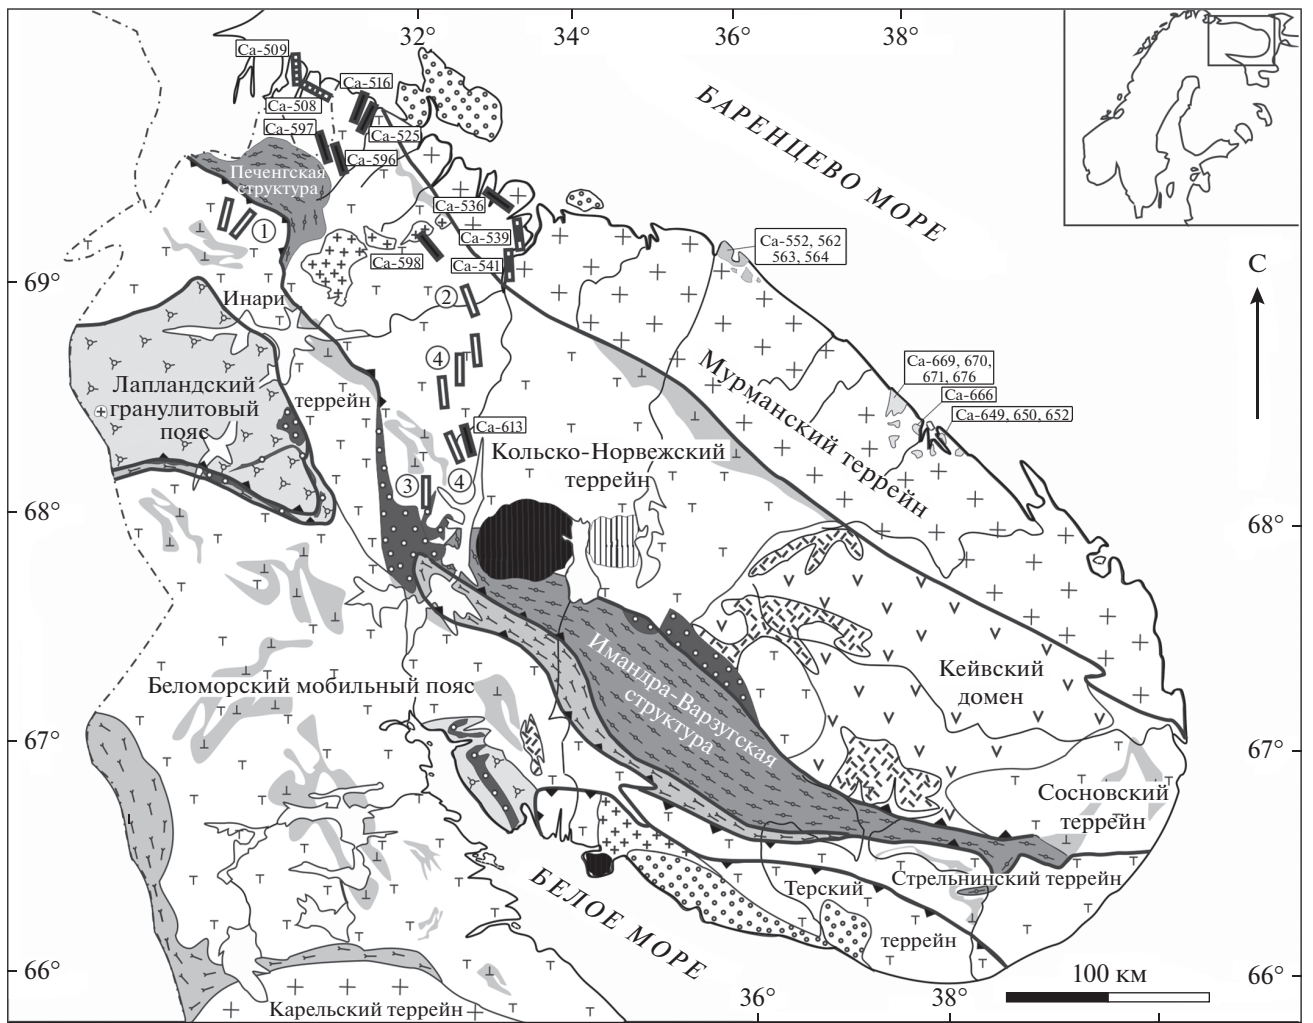 32°
34°
36°
38°
Ca-509
Ca-516
Ca-508
Ca-597
Ca-525
Ca-596
Печенгская
структура
БАРЕНЦЕВО МОРЕ
Ca-536
1
Ca-539
Ca-552, 562
563, 564
Ca-598
Ca-541
С
69°
Инари
2
4
Ca-669, 670,
671, 676
Мурманский террейн
Лапландский
гранулитовый
пояс
террейн
Ca-666
Ca-649, 650, 652
Ca-613
Кольско-Норвежский
террейн
3
4
68°
68°
Имандра-Варзугская
структура
Кейвский
домен
Беломорский мобильный пояс
67°
67°
Сосновский
террейн
БЕЛОЕ МОРЕ
Терский
террейн
Стрельнинский террейн
66°
66°
100 км
36°
38°
Карельский террейн